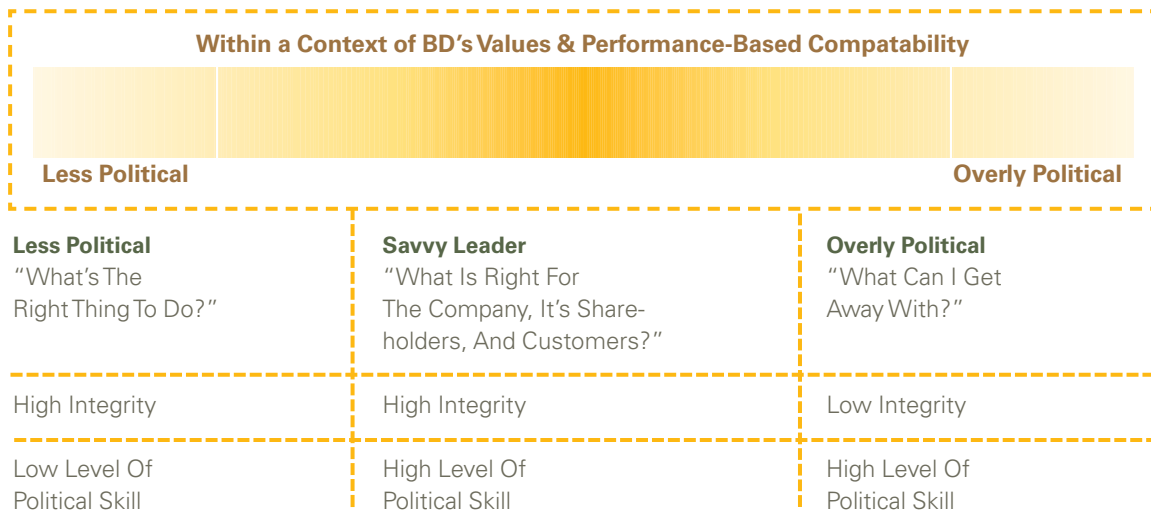 Within a Context of BD's Values & Performance-Based Compatability
Less Political
Overly Political
Less Political
“What's The
Right Thing To Do?”
Savvy Leader
“What Is Right For
The Company, It's Share-
holders, And Customers?”
Overly Political
“What Can I Get
Away With?”
High Integrity
High Integrity
Low Integrity
Low Level Of
Political Skill
High Level Of
Political Skill
High Level Of
Political Skill